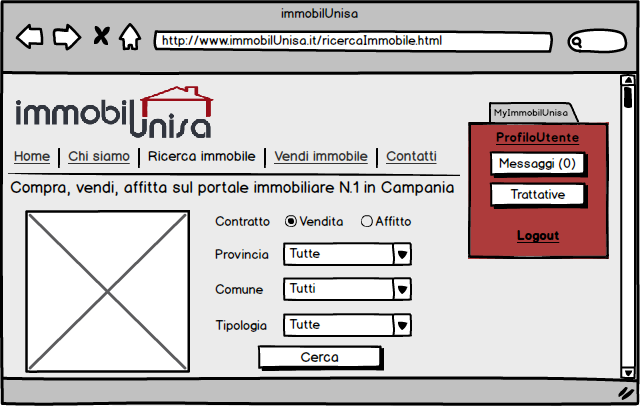 immobilUnisa
http://www.immobilUnisa.it/ricercaImmobile.html
immobilUnisa
MyImmobilUnisa
ProfiloUtente
Messaggi (0)
Trattative
Logout
Home Chi siamo Ricerca immobile Vendi immobile Contatti
Compra, vendi, affitta sul portale immobiliare N.1 in Campania
Contratto Vendita Affitto
Provincia Tutte
Comune Tutti
Tipologia Tutte
Cerca